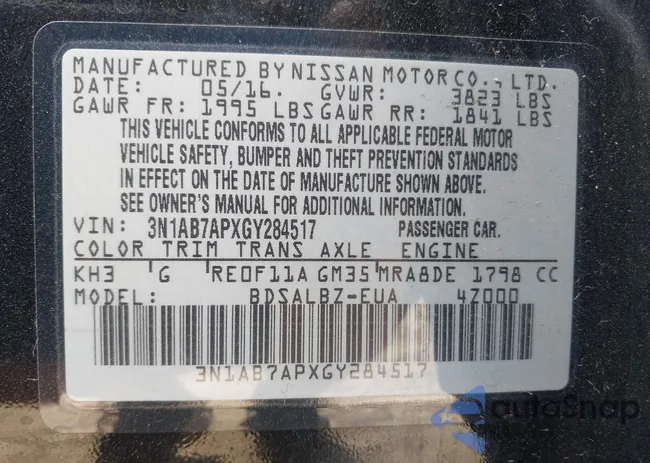 MANUFACTURED BY NISSAN MOTOR CO., LTD.
DATE: 05/16. GVWR: 3823 LBS
GAWR FR: 1995 LBS GAWR RR: 1841 LBS
THIS VEHICLE CONFORMS TO ALL APPLICABLE FEDERAL MOTOR
VEHICLE SAFETY, BUMPER AND THEFT PREVENTION STANDARDS
IN EFFECT ON THE DATE OF MANUFACTURE SHOWN ABOVE.
SEE OWNER'S MANUAL FOR ADDITIONAL INFORMATION.
VIN: 3N1AB7APXGY284517 PASSENGER CAR.
COLOR TRIM TRANS AXLE ENGINE
KH3 G RE0F11A GM35 MRA8DE 1798 CC
MODEL: BDSALBZ-EUA 4Z000
3N1AB7APXGY284517
autoSnap